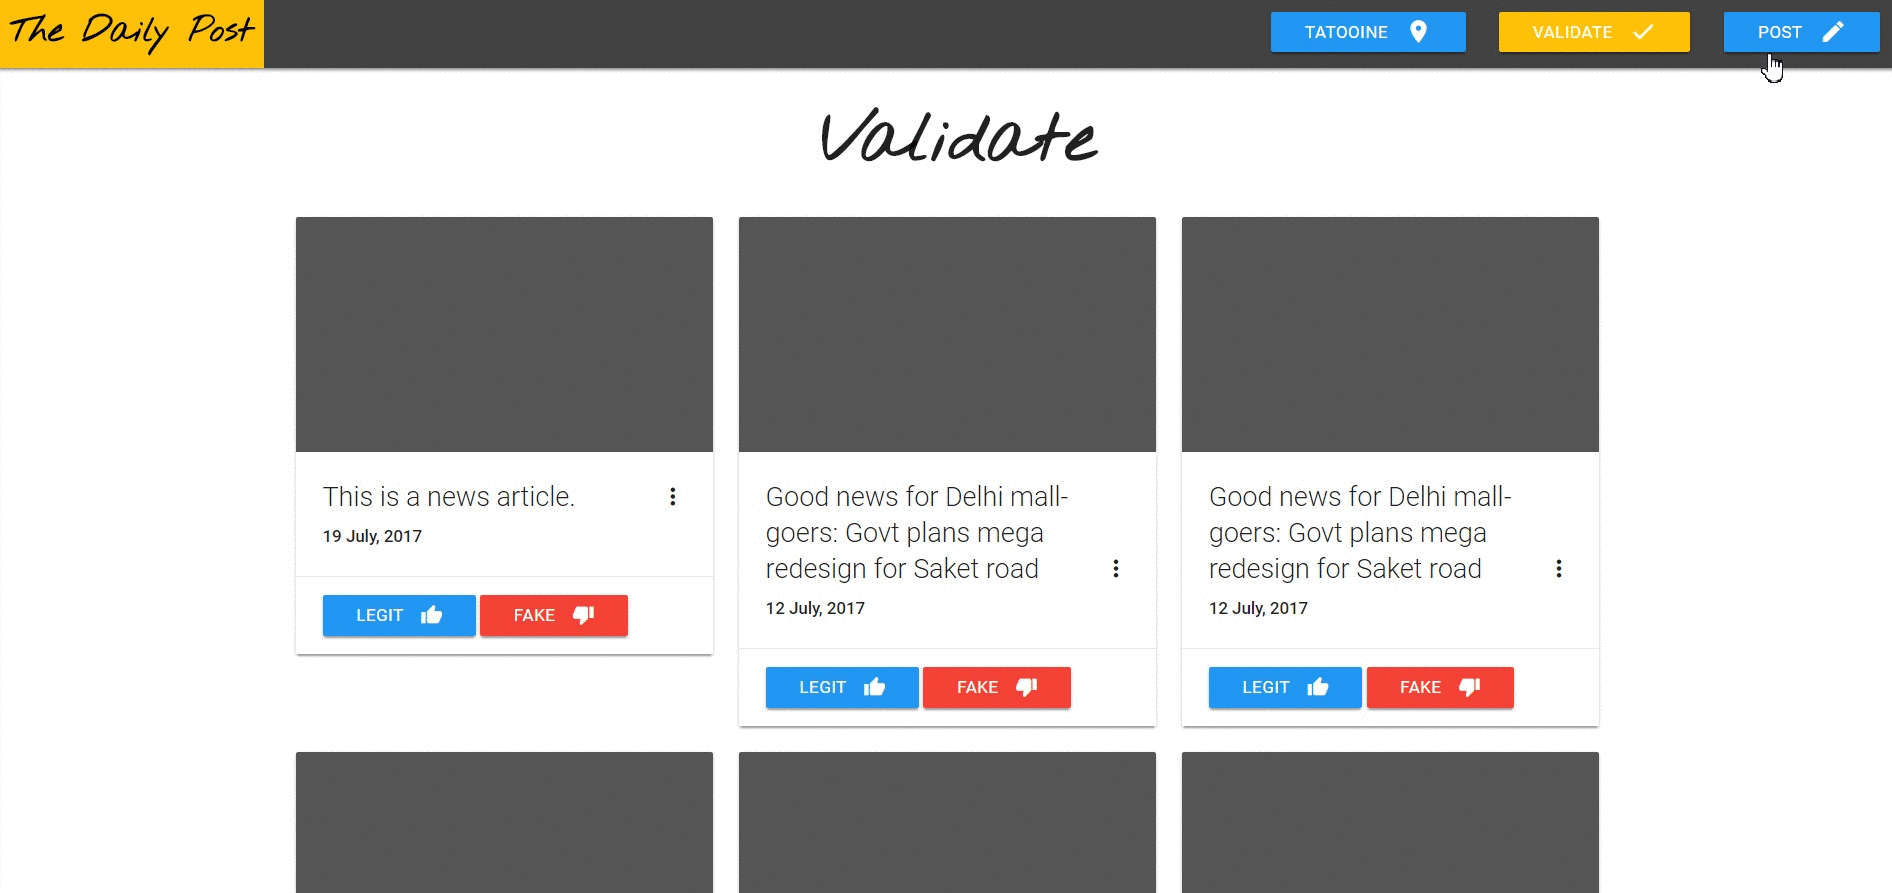 The Daily Post
TATOOINE
VALIDATE
POST
Validate
This is a news article.
19 July, 2017
LEGIT
FAKE
Good news for Delhi mall-
goers: Govt plans mega
redesign for Saket road
12 July, 2017
LEGIT
FAKE
Good news for Delhi mall-
goers: Govt plans mega
redesign for Saket road
12 July, 2017
LEGIT
FAKE